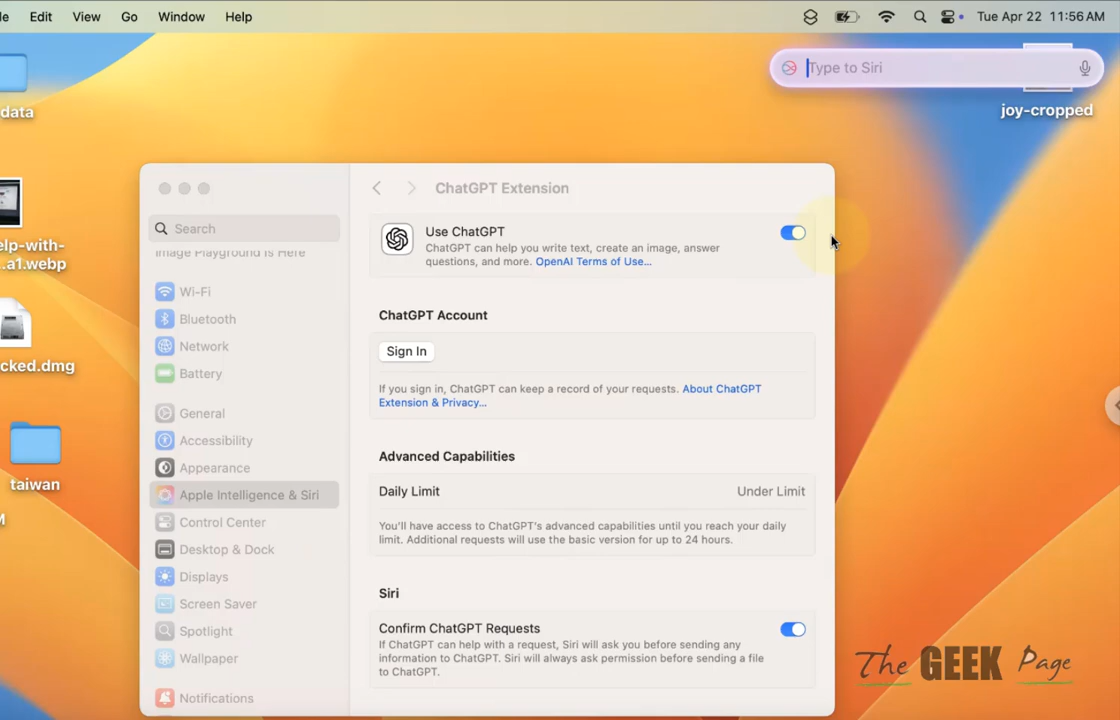 le Edit View Go Window Help Tue Apr 22 11:56 AM
Type to Siri
data
joy-cropped
elp-with-
..a1.webp
cked.dmg
taiwan
M
Search
Image Playground Is Here
Wi-Fi
Bluetooth
Network
Battery
General
Accessibility
Appearance
Apple Intelligence & Siri
Control Center
Desktop & Dock
Displays
Screen Saver
Spotlight
Wallpaper
Notifications
ChatGPT Extension
Use ChatGPT
ChatGPT can help you write text, create an image, answer
questions, and more. OpenAI Terms of Use...
ChatGPT Account
Sign In
If you sign in, ChatGPT can keep a record of your requests. About ChatGPT
Extension & Privacy...
Advanced Capabilities
Daily Limit Under Limit
You'll have access to ChatGPT's advanced capabilities until you reach your daily
limit. Additional requests will use the basic version for up to 24 hours.
Siri
Confirm ChatGPT Requests
If ChatGPT can help with a request, Siri will ask you before sending any
information to ChatGPT. Siri will always ask permission before sending a file
to ChatGPT.
The GEEK Page